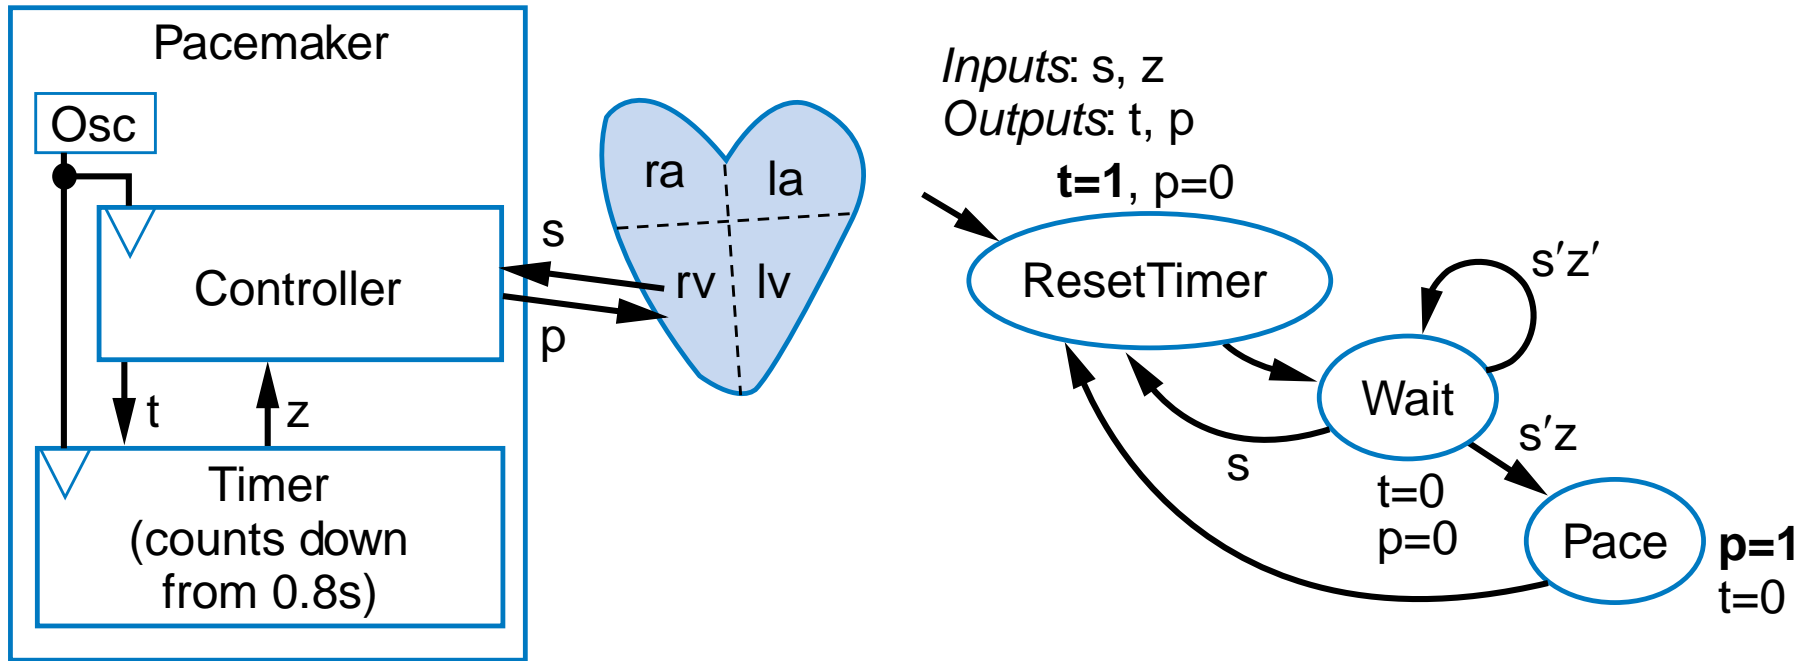 Pacemaker
Osc
Controller
t
z
Timer
(counts down
from 0.8s)
s
p
ra
la
rv
lv
Inputs: s, z
Outputs: t, p
t=1, p=0
ResetTimer
s′z′
Wait
s
s′z
t=0
p=0
Pace
p=1
t=0